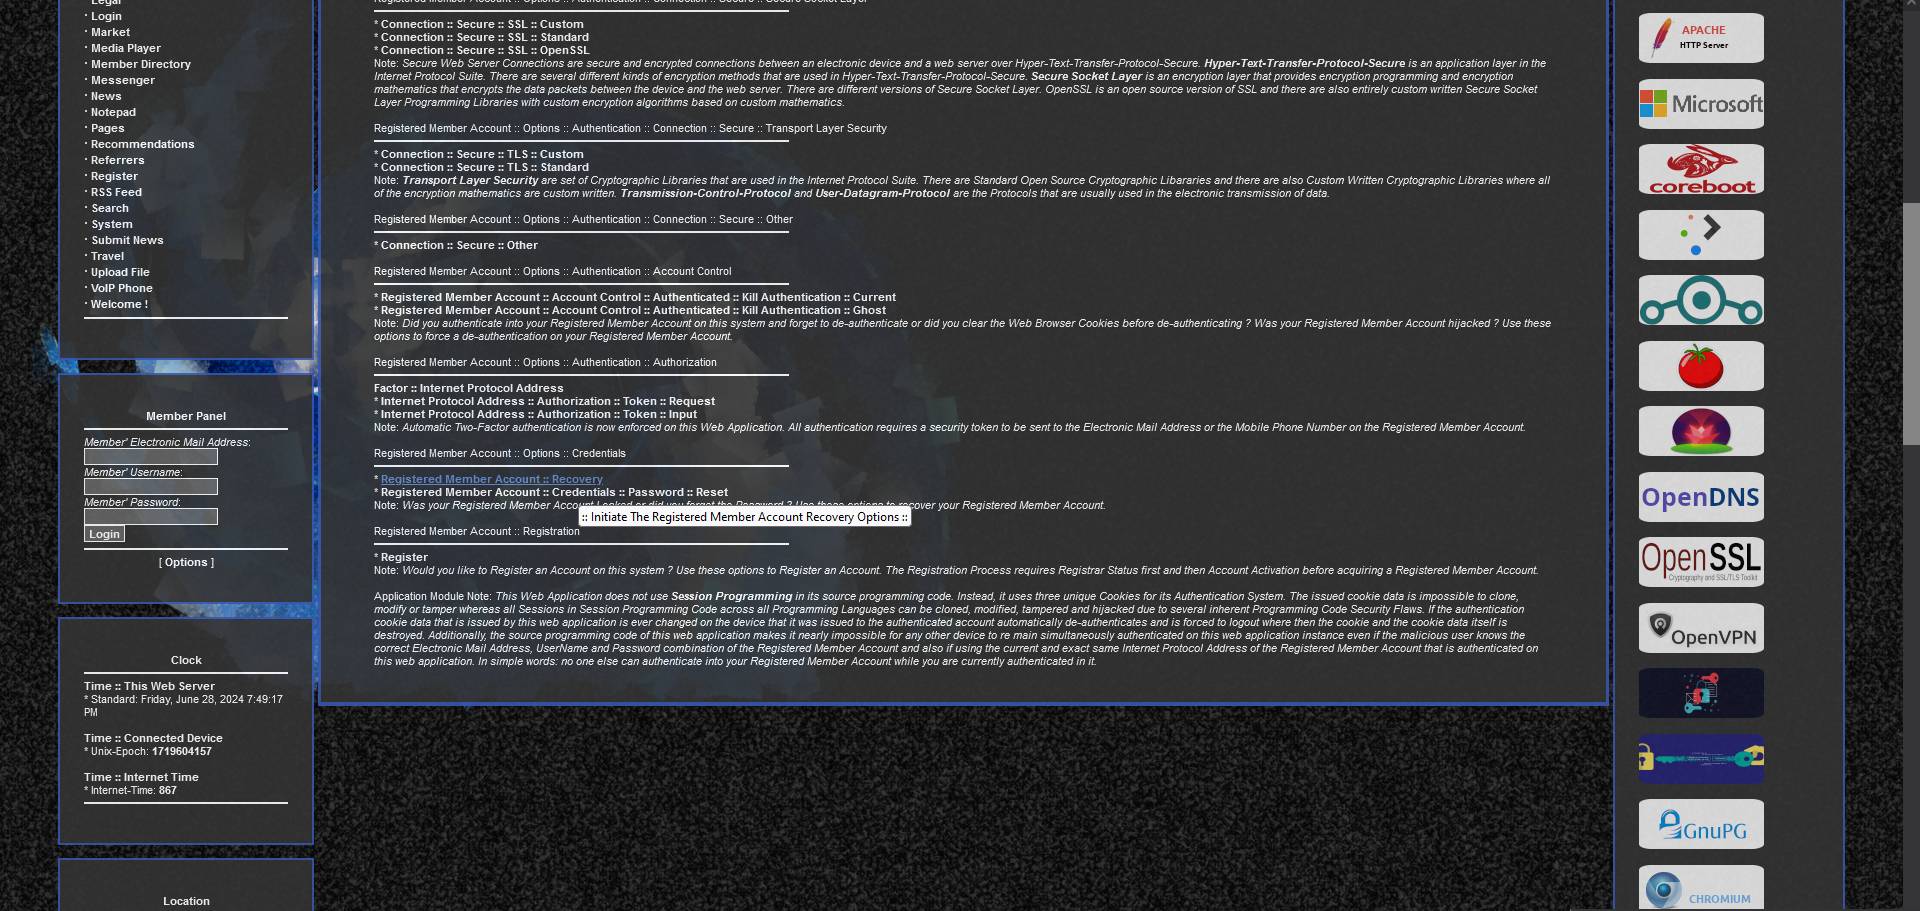 Legal
· Login
· Market
· Media Player
· Member Directory
· Messenger
· News
· Notepad
· Pages
· Recommendations
· Referrers
· Register
· RSS Feed
· Search
· System
· Submit News
· Travel
· Upload File
· VoIP Phone
· Welcome !
Member Panel
Member' Electronic Mail Address:
Member' Username:
Member' Password:
Login
[ Options ]
Clock
Time :: This Web Server
* Standard: Friday, June 28, 2024 7:49:17
PM
Time :: Connected Device
* Unix-Epoch: 1719604157
Time :: Internet Time
* Internet-Time: 867
Location
Registered Member Account :: Options :: Authentication :: Connection :: Secure :: Secure Socket Layer
* Connection :: Secure :: SSL :: Custom
* Connection :: Secure :: SSL :: Standard
* Connection :: Secure :: SSL :: OpenSSL
Note: Secure Web Server Connections are secure and encrypted connections between an electronic device and a web server over Hyper-Text-Transfer-Protocol-Secure. Hyper-Text-Transfer-Protocol-Secure is an application layer in the
Internet Protocol Suite. There are several different kinds of encryption methods that are used in Hyper-Text-Transfer-Protocol-Secure. Secure Socket Layer is an encryption layer that provides encryption programming and encryption
mathematics that encrypts the data packets between the device and the web server. There are different versions of Secure Socket Layer. OpenSSL is an open source version of SSL and there are also entirely custom written Secure Socket
Layer Programming Libraries with custom encryption algorithms based on custom mathematics.
Registered Member Account :: Options :: Authentication :: Connection :: Secure :: Transport Layer Security
* Connection :: Secure :: TLS :: Custom
* Connection :: Secure :: TLS :: Standard
Note: Transport Layer Security are set of Cryptographic Libraries that are used in the Internet Protocol Suite. There are Standard Open Source Cryptographic Libararies and there are also Custom Written Cryptographic Libraries where all
of the encryption mathematics are custom written. Transmission-Control-Protocol and User-Datagram-Protocol are the Protocols that are usually used in the electronic transmission of data.
Registered Member Account :: Options :: Authentication :: Connection :: Secure :: Other
* Connection :: Secure :: Other
Registered Member Account :: Options :: Authentication :: Account Control
* Registered Member Account :: Account Control :: Authenticated :: Kill Authentication :: Current
* Registered Member Account :: Account Control :: Authenticated :: Kill Authentication :: Ghost
Note: Did you authenticate into your Registered Member Account on this system and forget to de-authenticate or did you clear the Web Browser Cookies before de-authenticating ? Was your Registered Member Account hijacked ? Use these
options to force a de-authentication on your Registered Member Account.
Registered Member Account :: Options :: Authentication :: Authorization
Factor :: Internet Protocol Address
* Internet Protocol Address :: Authorization :: Token :: Request
* Internet Protocol Address :: Authorization :: Token :: Input
Note: Automatic Two-Factor authentication is now enforced on this Web Application. All authentication requires a security token to be sent to the Electronic Mail Address or the Mobile Phone Number on the Registered Member Account.
Registered Member Account :: Options :: Credentials
* Registered Member Account :: Recovery
* Registered Member Account :: Credentials :: Password :: Reset
Note: Was your Registered Member Account Locked or did you forget the Password ? Use these options to recover your Registered Member Account.
:: Initiate The Registered Member Account Recovery Options ::
Registered Member Account :: Registration
* Register
Note: Would you like to Register an Account on this system ? Use these options to Register an Account. The Registration Process requires Registrar Status first and then Account Activation before acquiring a Registered Member Account.
Application Module Note: This Web Application does not use Session Programming in its source programming code. Instead, it uses three unique Cookies for its Authentication System. The issued cookie data is impossible to clone,
modify or tamper whereas all Sessions in Session Programming Code across all Programming Languages can be cloned, modified, tampered and hijacked due to several inherent Programming Code Security Flaws. If the authentication
cookie data that is issued by this web application is ever changed on the device that it was issued to the authenticated account automatically de-authenticates and is forced to logout where then the cookie and the cookie data itself is
destroyed. Additionally, the source programming code of this web application makes it nearly impossible for any other device to re main simultaneously authenticated on this web application instance even if the malicious user knows the
correct Electronic Mail Address, UserName and Password combination of the Registered Member Account and also if using the current and exact same Internet Protocol Address of the Registered Member Account that is authenticated on
this web application. In simple words: no one else can authenticate into your Registered Member Account while you are currently authenticated in it.
APACHE
HTTP Server
Microsoft
coreboot
OpenDNS
OpenSSL
Cryptography and SSL/TLS Toolkit
OpenVPN
GnuPG
CHROMIUM